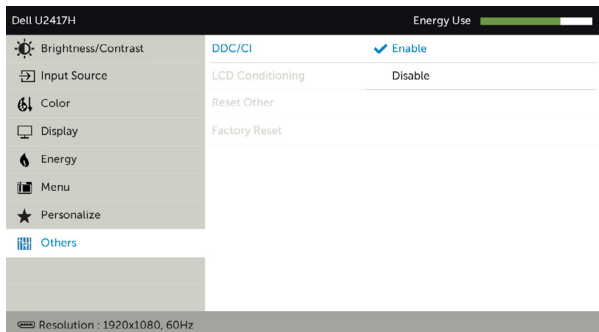 Dell U2417H Energy Use
Brightness/Contrast DDC/CI Enable
Input Source LCD Conditioning Disable
Color Reset Other
Display Factory Reset
Energy
Menu
Personalize
Others
Resolution : 1920x1080, 60Hz